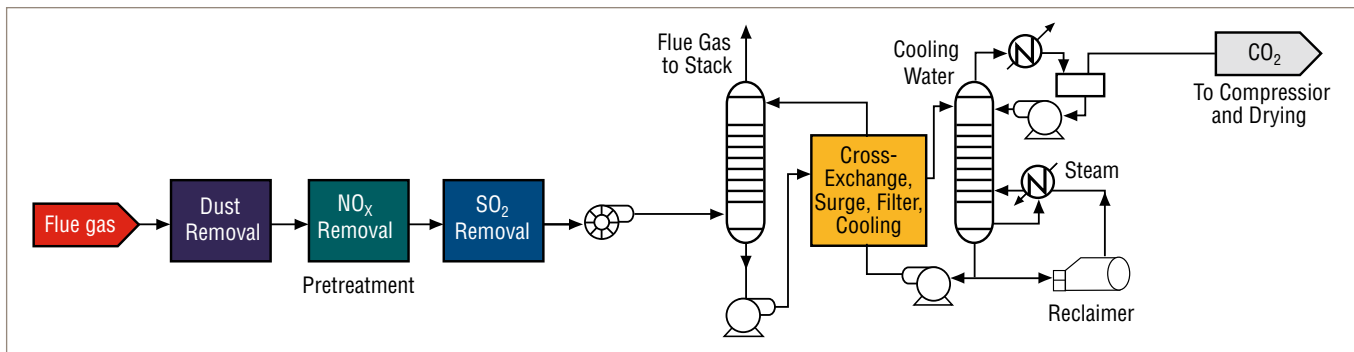 Flue gas
Dust
Removal
NOX
Removal
Pretreatment
SO2
Removal
Flue Gas
to Stack
Cross-
Exchange,
Surge, Filter,
Cooling
Cooling
Water
Steam
Reclaimer
CO2
To Compressior
and Drying